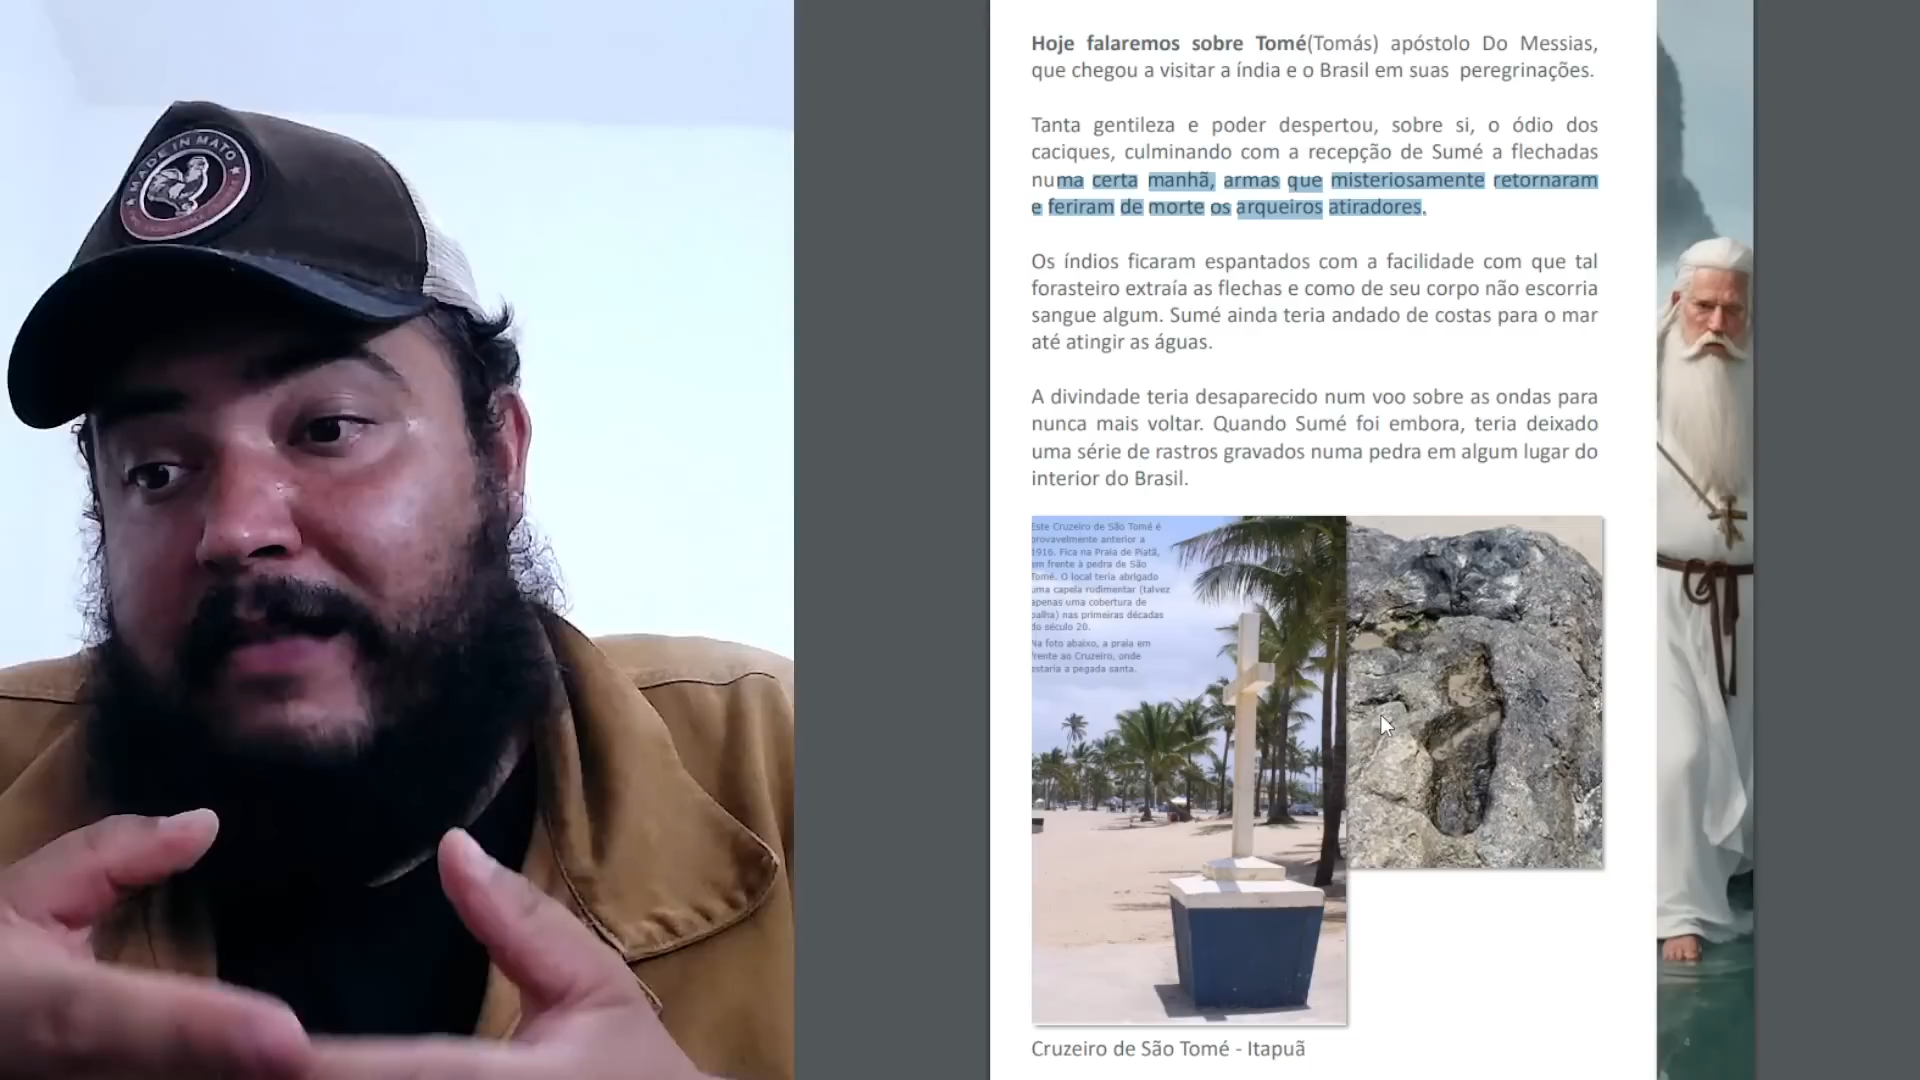 MADE IN MATO
Hoje falaremos sobre Tomé(Tomás) apóstolo Do Messias,
que chegou a visitar a índia e o Brasil em suas peregrinações.
Tanta gentileza e poder despertou, sobre si, o ódio dos
caciques, culminando com a recepção de Sumé a flechadas
numa certa manhã, armas que misteriosamente retornaram
e feriram de morte os arqueiros atiradores.
Os índios ficaram espantados com a facilidade com que tal
forasteiro extraía as flechas e como de seu corpo não escorria
sangue algum. Sumé ainda teria andado de costas para o mar
até atingir as águas.
A divindade teria desaparecido num voo sobre as ondas para
nunca mais voltar. Quando Sumé foi embora, teria deixado
uma série de rastros gravados numa pedra em algum lugar do
interior do Brasil.
Este Cruzeiro de São Tomé é
provavelmente anterior a
1916. Fica na Praia de Piatã,
em frente à pedra de São
Tomé. O local teria abrigado
uma capela rudimentar (talvez
apenas uma cobertura de
palha) nas primeiras décadas
do século 20.
Na foto abaixo, a praia em
frente ao Cruzeiro, onde
estaria a pegada santa.
Cruzeiro de São Tomé - Itapuã